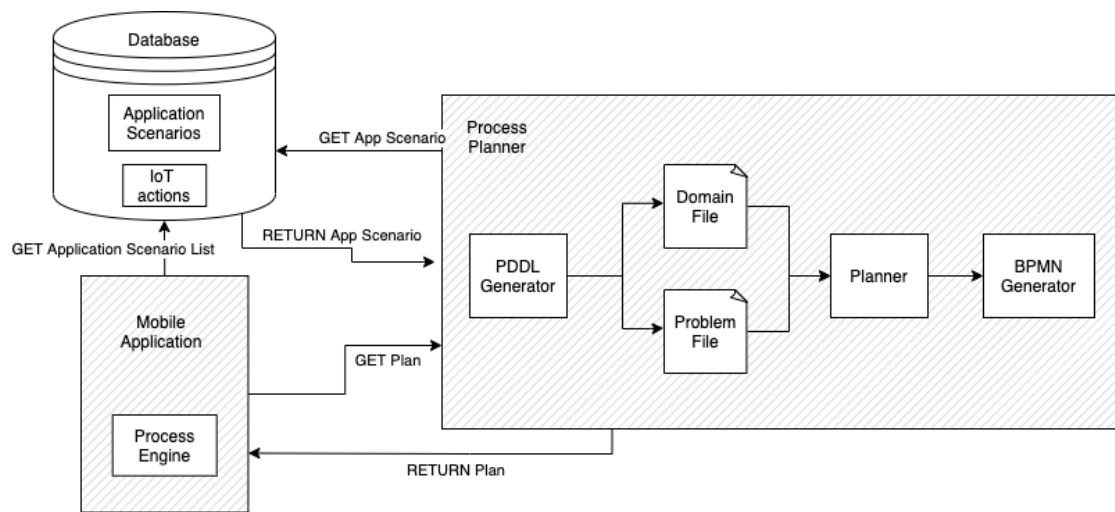 Database
Application
Scenarios
IoT
actions
GET App Scenario
Process
Planner
GET Application Scenario List
RETURN App Scenario
Domain
File
PDDL
Generator
Planner
BPMN
Generator
Problem
File
Mobile
Application
GET Plan
Process
Engine
RETURN Plan